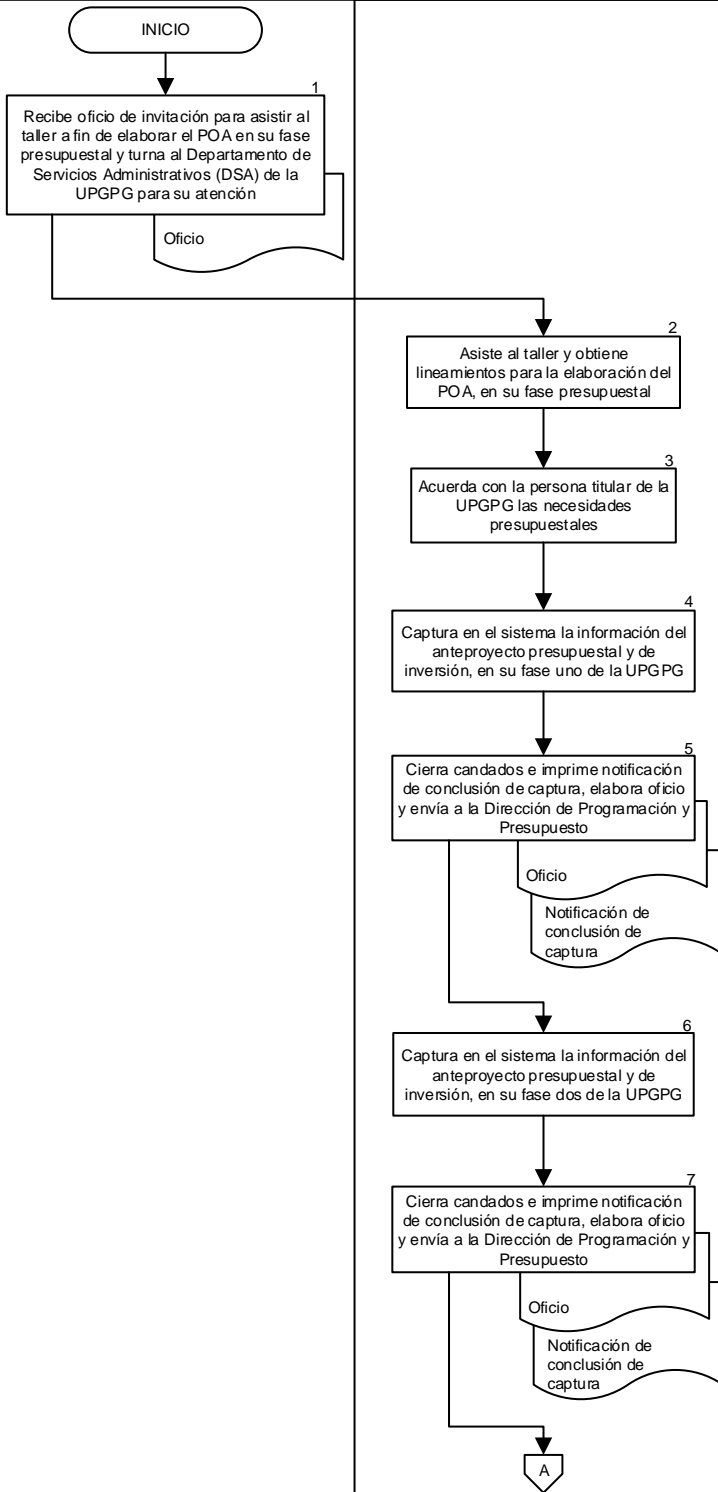 INICIO
1
Recibe oficio de invitación para asistir al
taller a fin de elaborar el POA en su fase
presupuestal y turna al Departamento de
Servicios Administrativos (DSA) de la
UPGPG para su atención
Oficio
2
Asiste al taller y obtiene
lineamientos para la elaboración del
POA, en su fase presupuestal
3
Acuerda con la persona titular de la
UPGPG las necesidades
presupuestales
4
Captura en el sistema la información del
anteproyecto presupuestal y de
inversión, en su fase uno de la UPGPG
5
Cierra candados e imprime notificación
de conclusión de captura, elabora oficio
y envía a la Dirección de Programación y
Presupuesto
Oficio
Notificación de
conclusión de
captura
6
Captura en el sistema la información del
anteproyecto presupuestal y de
inversión, en su fase dos de la UPGPG
7
Cierra candados e imprime notificación
de conclusión de captura, elabora oficio
y envía a la Dirección de Programación y
Presupuesto
Oficio
Notificación de
conclusión de
captura
A